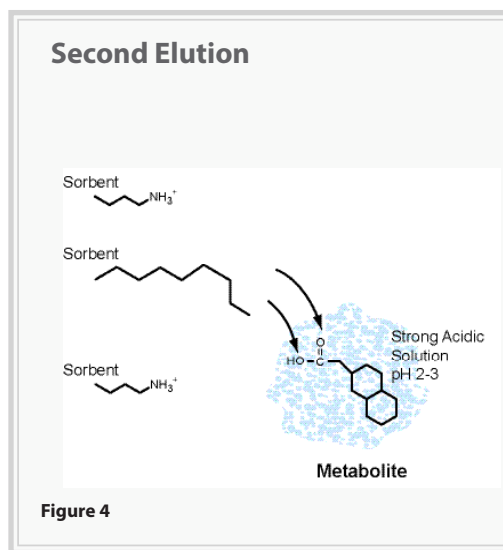 Second Elution
Sorbent
NH₃⁺
Sorbent
O
HO-C
Strong Acidic
Solution
pH 2-3
Sorbent
NH₃⁺
Metabolite
Figure 4